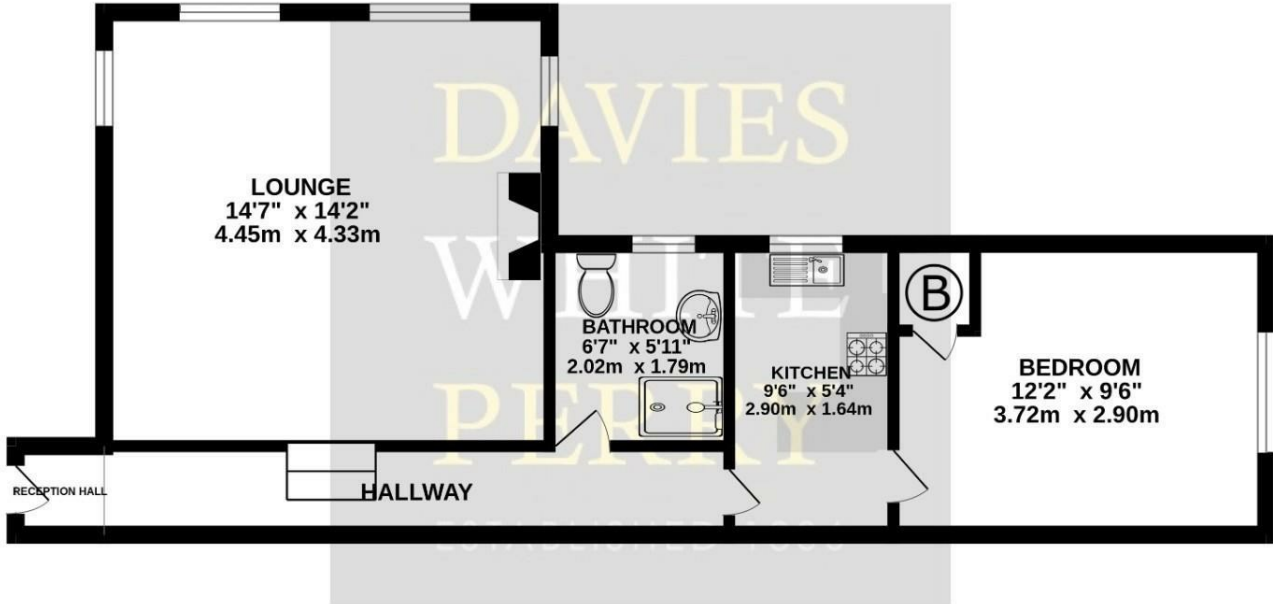 DAVIES
WHITE
PERRY
ESTABLISHED 1806
LOUNGE
14'7" x 14'2"
4.45m x 4.33m
BATHROOM
6'7" x 5'11"
2.02m x 1.79m
KITCHEN
9'6" x 5'4"
2.90m x 1.64m
B
BEDROOM
12'2" x 9'6"
3.72m x 2.90m
RECEPTION HALL
HALLWAY